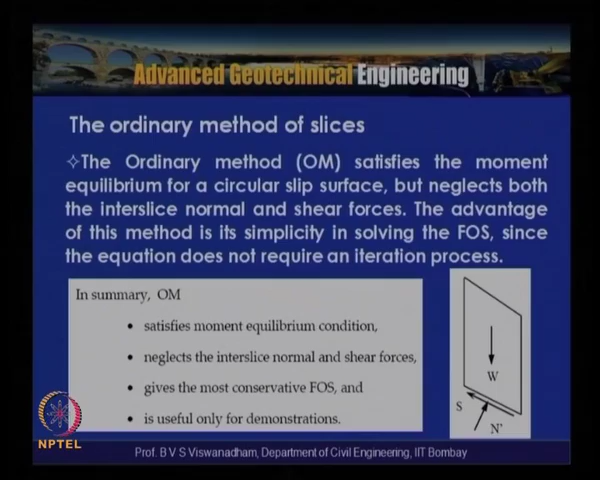 Advanced Geotechnical Engineering
The ordinary method of slices
✧The Ordinary method (OM) satisfies the moment
equilibrium for a circular slip surface, but neglects both
the interslice normal and shear forces. The advantage
of this method is its simplicity in solving the FOS, since
the equation does not require an iteration process.
In summary, OM
• satisfies moment equilibrium condition,
• neglects the interslice normal and shear forces,
• gives the most conservative FOS, and
• is useful only for demonstrations.
W
S
N'
NPTEL
Prof. B V S Viswanadham, Department of Civil Engineering, IIT Bombay